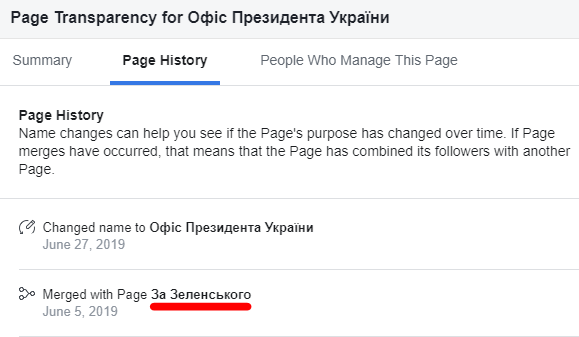 Page Transparency for Офіс Президента України
Summary Page History People Who Manage This Page
Page History
Name changes can help you see if the Page's purpose has changed over time. If Page
merges have occurred, that means that the Page has combined its followers with another
Page.
Changed name to Офіс Президента України
June 27, 2019
Merged with Page За Зеленського
June 5, 2019